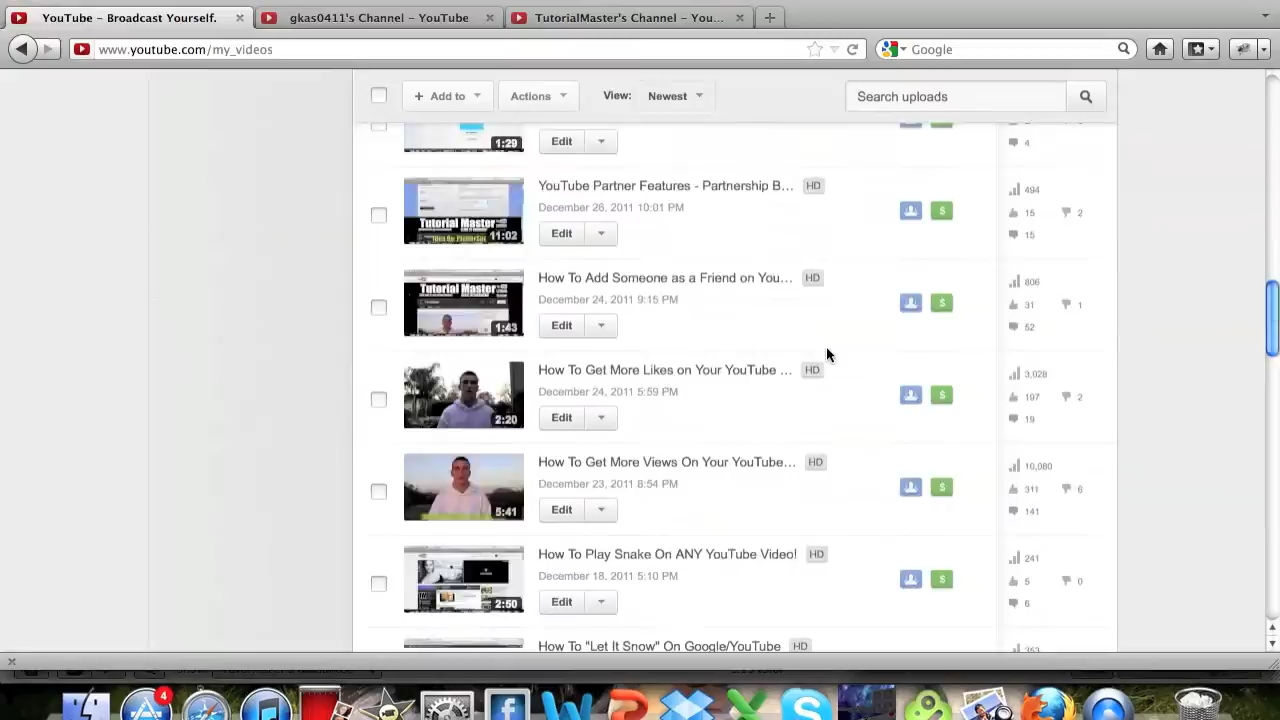 YouTube - Broadcast Yourself.
gkas0411's Channel - YouTube
TutorialMaster's Channel - You...
www.youtube.com/my_videos
Google
Add to
Actions
View:
Newest
Search uploads
1:29
Edit
4
YouTube Partner Features - Partnership B... HD
December 26, 2011 10:01 PM
Tutorial Master
11:02
Edit
494
15 2
15
How To Add Someone as a Friend on You... HD
December 24, 2011 9:15 PM
Tutorial Master
1:43
Edit
806
31 1
52
How To Get More Likes on Your YouTube ... HD
December 24, 2011 5:59 PM
2:20
Edit
3,028
197 2
19
How To Get More Views On Your YouTube... HD
December 23, 2011 8:54 PM
5:41
Edit
10,080
311 6
141
How To Play Snake On ANY YouTube Video! HD
December 18, 2011 5:10 PM
2:50
Edit
241
5 0
6
How To "Let It Snow" On Google/YouTube HD
4